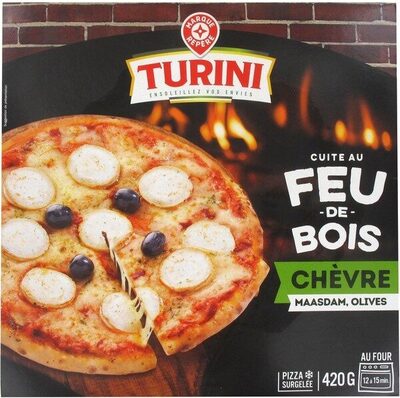 MARQUE
REPÈRE
TURINI
ENSOLEILLEZ VOS ENVIES
CUITE AU
FEU
-DE-
BOIS
CHÈVRE
MAASDAM, OLIVES
PIZZA
SURGELÉE
420G
AU FOUR
12 à 15 min.